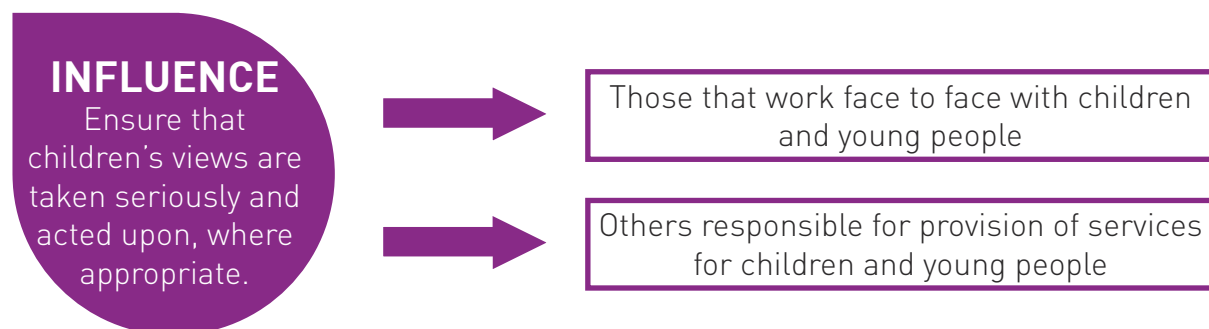 INFLUENCE
Ensure that
children’s views are
taken seriously and
acted upon, where
appropriate.
Those that work face to face with children
and young people
Others responsible for provision of services
for children and young people